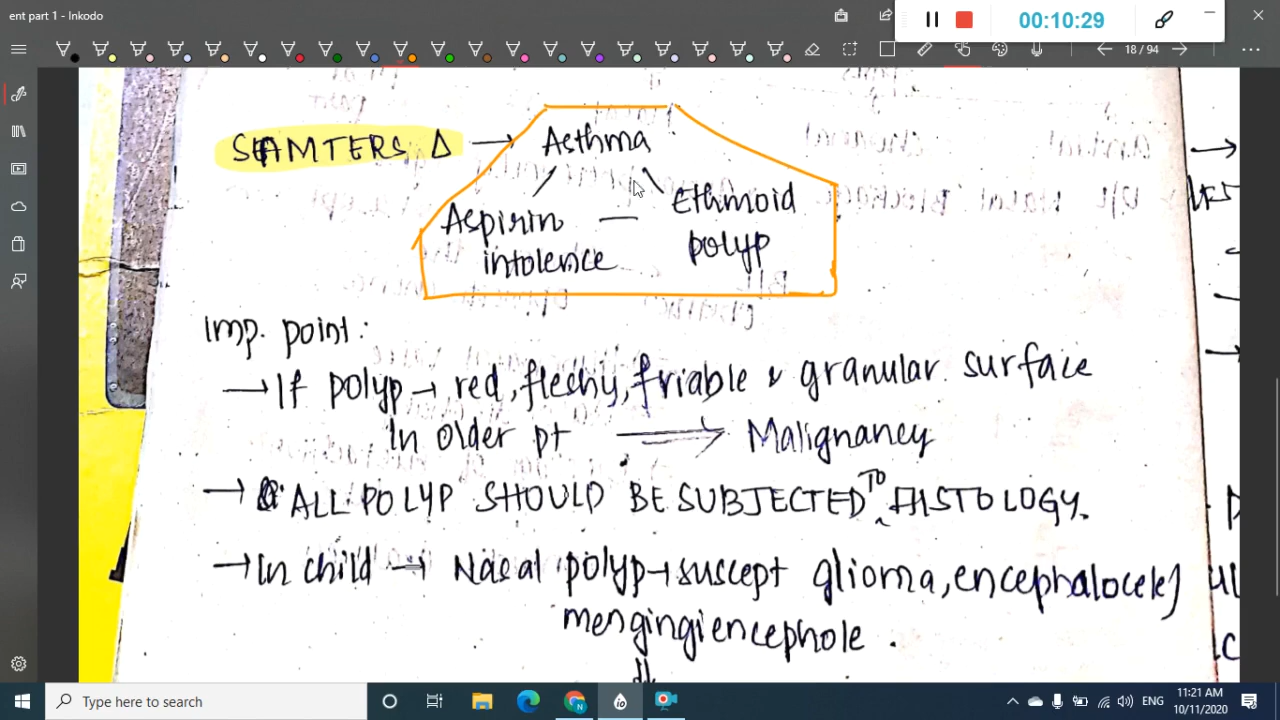 ent part 1 - Inkodo
00:10:29
18 / 94
SAMTERS Δ → Asthma
Aspirin — Ethmoid
intolence polyp
Imp. point:
→ If polyp → red, fleshy, friable & granular surface
In older pt ⟹ Malignancy
→ ALL POLYP SHOULD BE SUBJECTED TO HISTOLOGY.
→ In child → Nasal polyp → suscept glioma, encephalocele,
mengingiencephole.
Type here to search
ENG
11:21 AM
10/11/2020